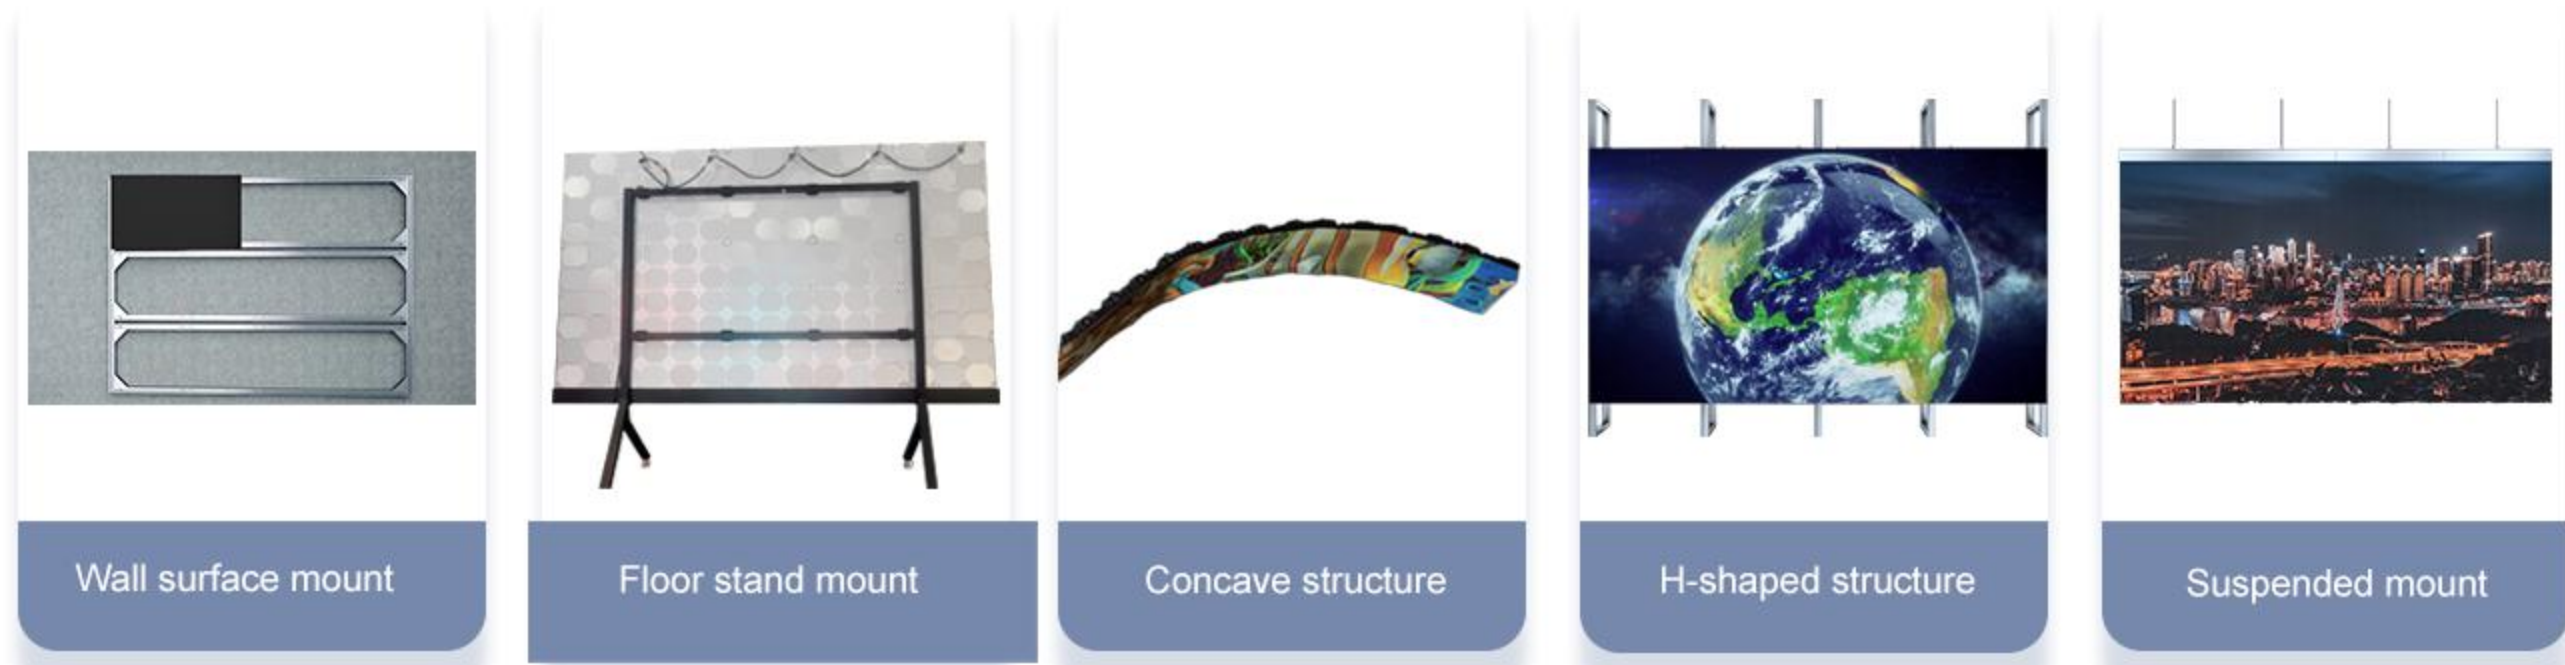 Wall surface mount
Floor stand mount
Concave structure
H-shaped structure
Suspended mount